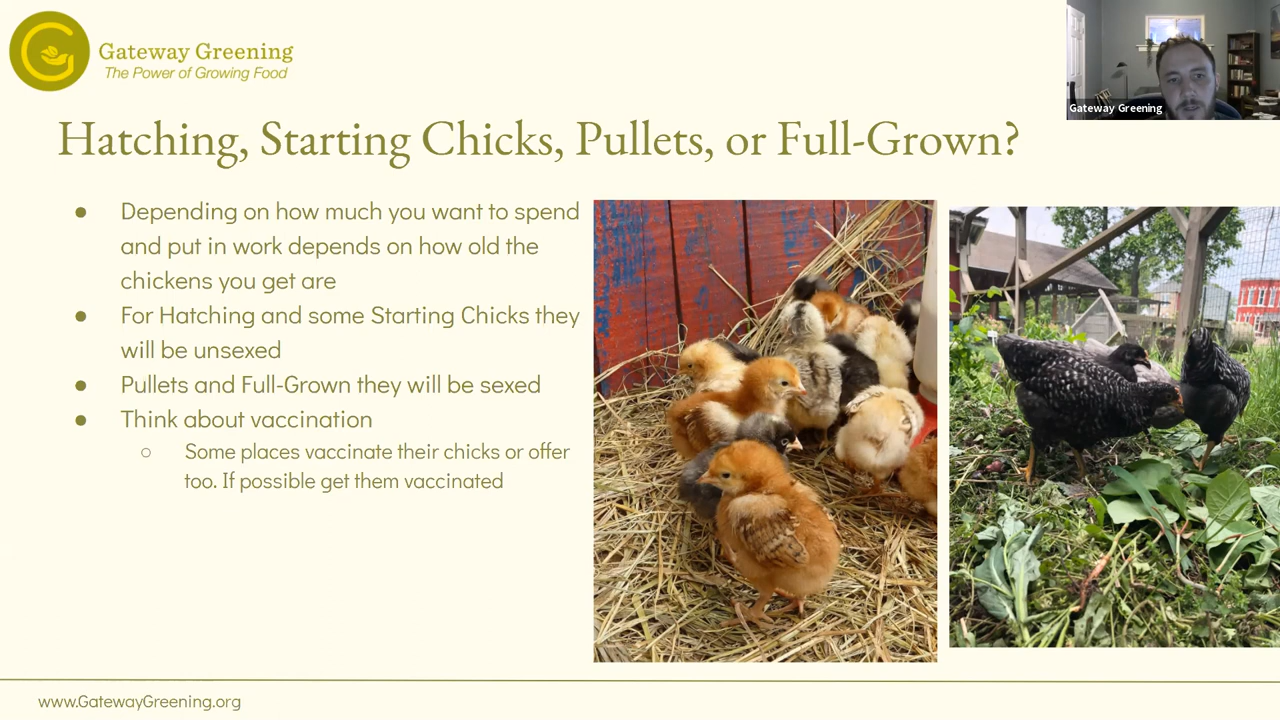 Gateway Greening
The Power of Growing Food
Gateway Greening
Hatching, Starting Chicks, Pullets, or Full-Grown?
● Depending on how much you want to spend
and put in work depends on how old the
chickens you get are
● For Hatching and some Starting Chicks they
will be unsexed
● Pullets and Full-Grown they will be sexed
● Think about vaccination
○ Some places vaccinate their chicks or offer
too. If possible get them vaccinated
www.GatewayGreening.org